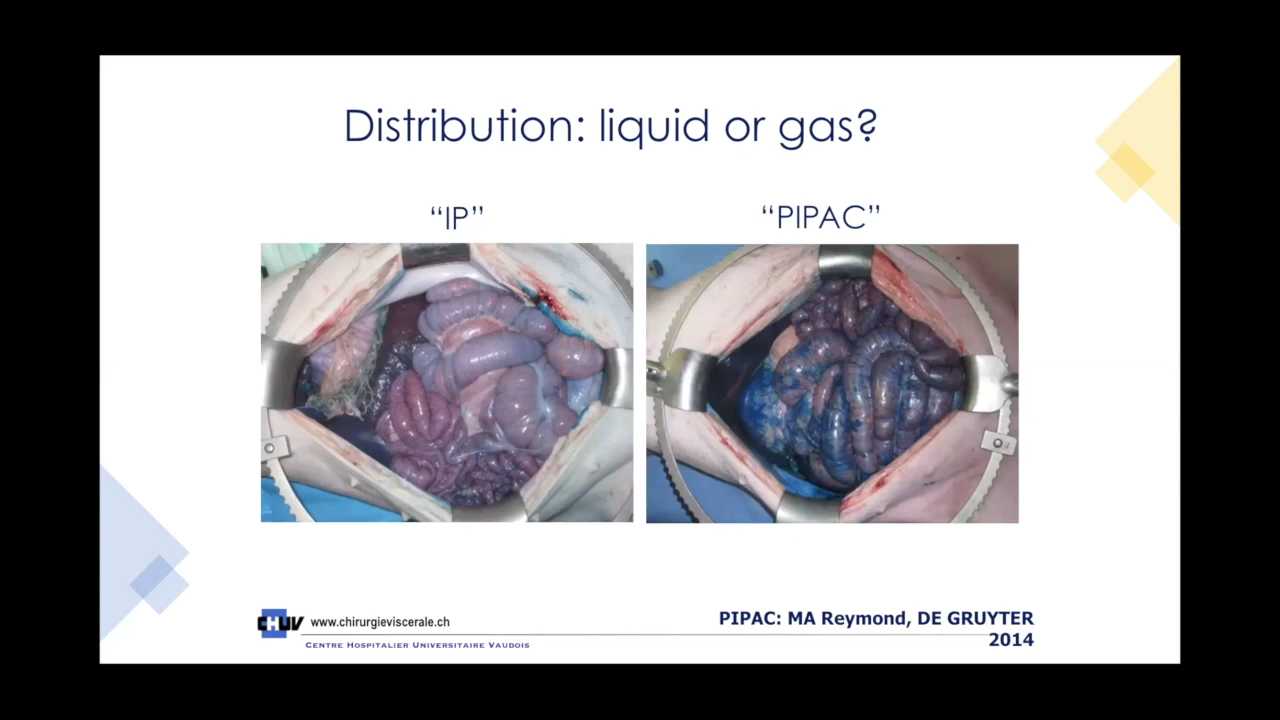 Distribution: liquid or gas?
“IP”
“PIPAC”
CHUV www.chirurgieviscerale.ch
CENTRE HOSPITALIER UNIVERSITAIRE VAUDOIS
PIPAC: MA Reymond, DE GRUYTER
2014